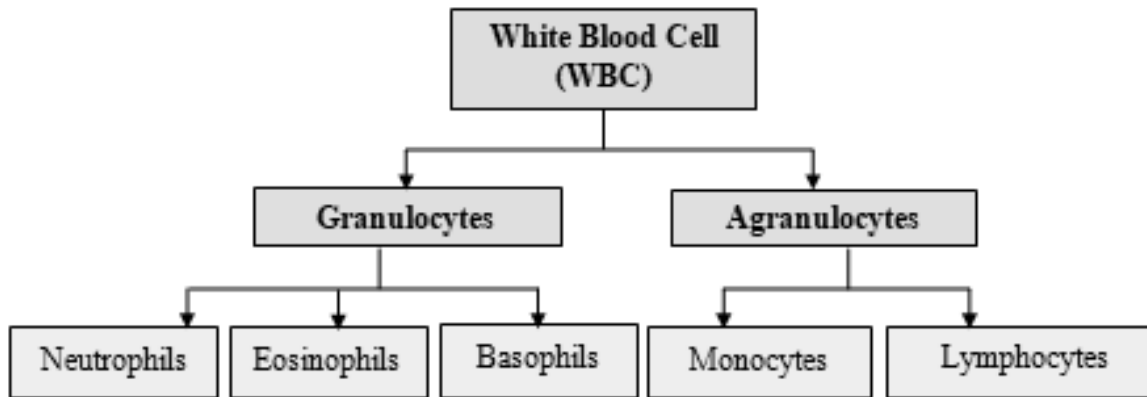 White Blood Cell
(WBC)
Granulocytes
Agranulocytes
Neutrophils
Eosinophils
Basophils
Monocytes
Lymphocytes